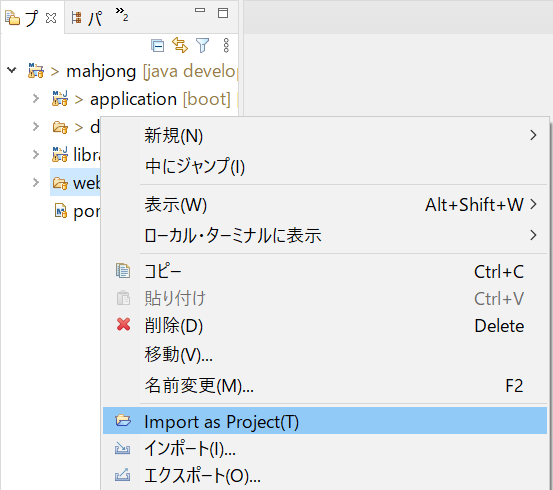 プ パ »2
> mahjong [java develo
> application [boot]
> d
libra
web
pom
新規(N)
中にジャンプ(I)
表示(W) Alt+Shift+W
ローカル・ターミナルに表示
コピー Ctrl+C
貼り付け Ctrl+V
削除(D) Delete
移動(V)...
名前変更(M)... F2
Import as Project(T)
インポート(I)...
エクスポート(O)...